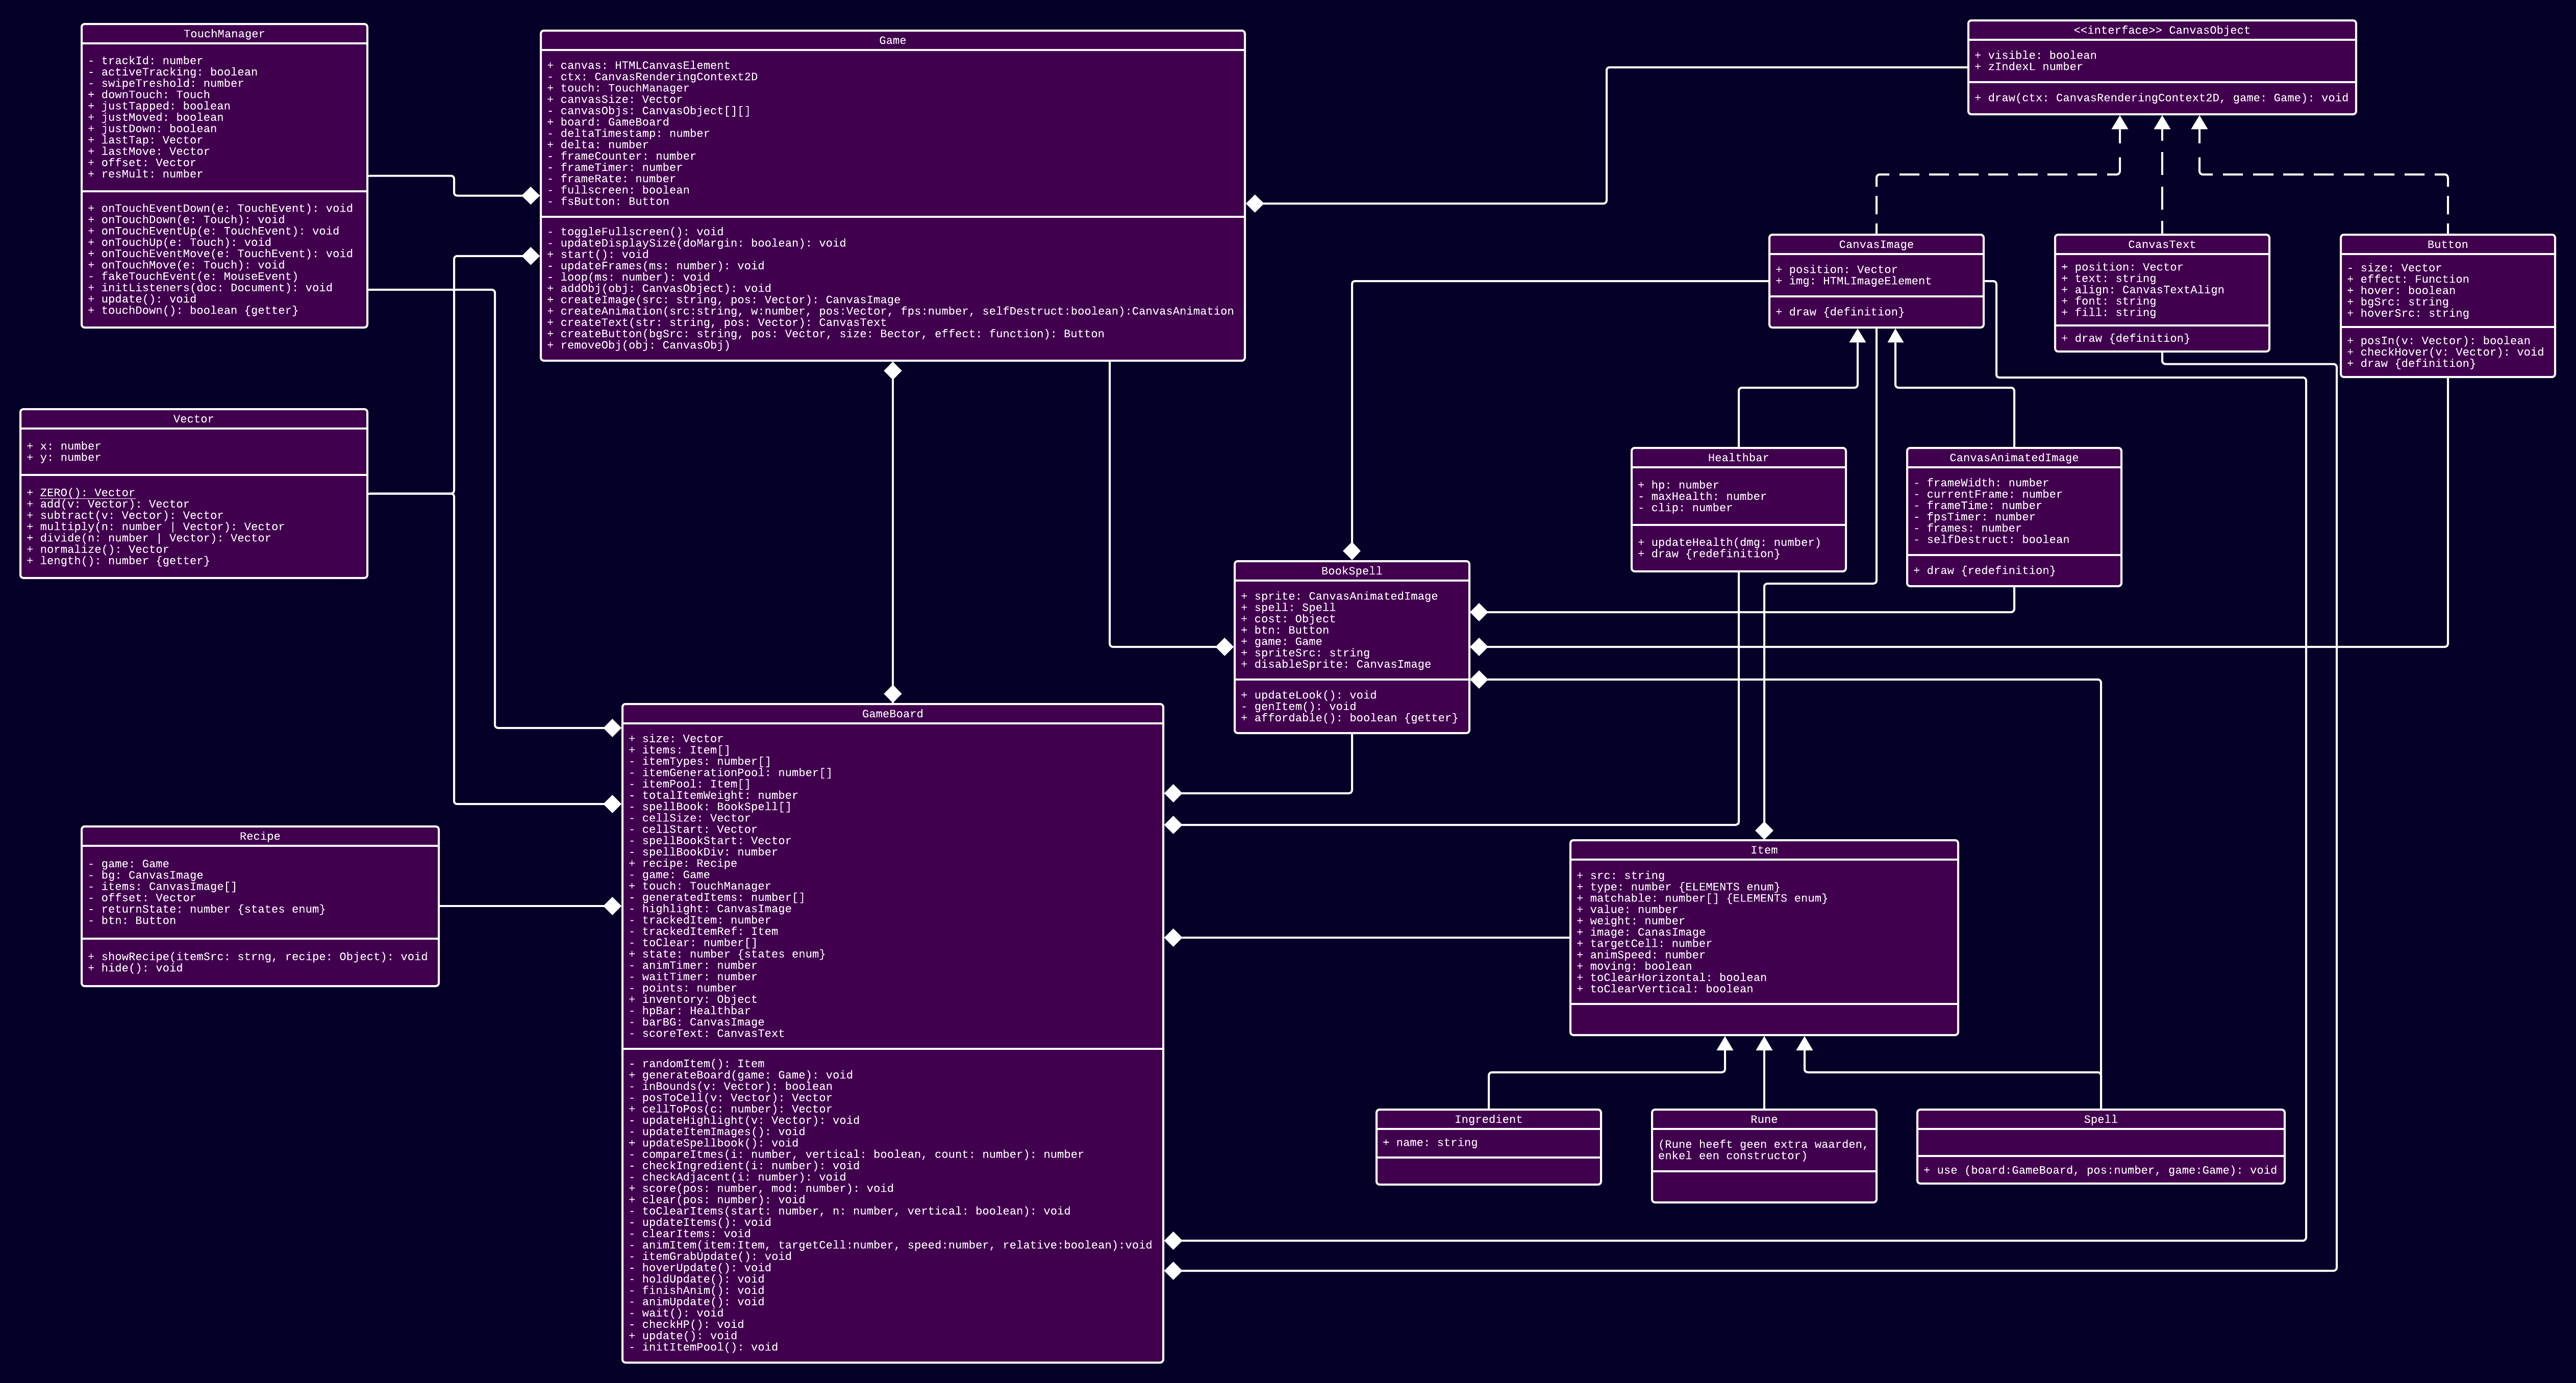 TouchManager
- trackId: number
- activeTracking: boolean
- swipeTreshold: number
+ downTouch: Touch
+ justTapped: boolean
+ justMoved: boolean
+ justDown: boolean
+ lastTap: Vector
+ lastMove: Vector
+ offset: Vector
+ resMult: number
+ onTouchEventDown(e: TouchEvent): void
+ onTouchDown(e: Touch): void
+ onTouchEventUp(e: TouchEvent): void
+ onTouchUp(e: Touch): void
+ onTouchEventMove(e: TouchEvent): void
+ onTouchMove(e: Touch): void
- fakeTouchEvent(e: MouseEvent)
+ initListeners(doc: Document): void
+ update(): void
+ touchDown(): boolean {getter}
Game
+ canvas: HTMLCanvasElement
- ctx: CanvasRenderingContext2D
+ touch: TouchManager
+ canvasSize: Vector
- canvasObjs: CanvasObject[][]
+ board: GameBoard
- deltaTimestamp: number
+ delta: number
- frameCounter: number
- frameTimer: number
- frameRate: number
- fullscreen: boolean
- fsButton: Button
- toggleFullscreen(): void
- updateDisplaySize(doMargin: boolean): void
+ start(): void
- updateFrames(ms: number): void
- loop(ms: number): void
+ addObj(obj: CanvasObject): void
+ createImage(src: string, pos: Vector): CanvasImage
+ createAnimation(src:string, w:number, pos:Vector, fps:number, selfDestruct:boolean):CanvasAnimation
+ createText(str: string, pos: Vector): CanvasText
+ createButton(bgSrc: string, pos: Vector, size: Bector, effect: function): Button
+ removeObj(obj: CanvasObj)
<<interface>> CanvasObject
+ visible: boolean
+ zIndexL number
+ draw(ctx: CanvasRenderingContext2D, game: Game): void
CanvasImage
+ position: Vector
+ img: HTMLImageElement
+ draw {definition}
CanvasText
+ position: Vector
+ text: string
+ align: CanvasTextAlign
+ font: string
+ fill: string
+ draw {definition}
Button
- size: Vector
+ effect: Function
+ hover: boolean
+ bgSrc: string
+ hoverSrc: string
+ posIn(v: Vector): boolean
+ checkHover(v: Vector): void
+ draw {definition}
Vector
+ x: number
+ y: number
+ ZERO(): Vector
+ add(v: Vector): Vector
+ subtract(v: Vector): Vector
+ multiply(n: number | Vector): Vector
+ divide(n: number | Vector): Vector
+ normalize(): Vector
+ length(): number {getter}
Healthbar
+ hp: number
- maxHealth: number
- clip: number
+ updateHealth(dmg: number)
+ draw {redefinition}
CanvasAnimatedImage
- frameWidth: number
- currentFrame: number
- frameTime: number
- fpsTimer: number
- frames: number
- selfDestruct: boolean
+ draw {redefinition}
BookSpell
+ sprite: CanvasAnimatedImage
+ spell: Spell
+ cost: Object
+ btn: Button
+ game: Game
+ spriteSrc: string
+ disableSprite: CanvasImage
+ updateLook(): void
- genItem(): void
+ affordable(): boolean {getter}
GameBoard
+ size: Vector
+ items: Item[]
- itemTypes: number[]
- itemGenerationPool: number[]
- itemPool: Item[]
- totalItemWeight: number
- spellBook: BookSpell[]
- cellSize: Vector
- cellStart: Vector
- spellBookStart: Vector
- spellBookDiv: number
+ recipe: Recipe
- game: Game
+ touch: TouchManager
- generatedItems: number[]
- highlight: CanvasImage
- trackedItem: number
- trackedItemRef: Item
- toClear: number[]
+ state: number {states enum}
- animTimer: number
- waitTimer: number
- points: number
+ inventory: Object
- hpBar: Healthbar
- barBG: CanvasImage
- scoreText: CanvasText
- randomItem(): Item
+ generateBoard(game: Game): void
- inBounds(v: Vector): boolean
- posToCell(v: Vector): Vector
+ cellToPos(c: number): Vector
- updateHighlight(v: Vector): void
- updateItemImages(): void
+ updateSpellbook(): void
- compareItmes(i: number, vertical: boolean, count: number): number
- checkIngredient(i: number): void
- checkAdjacent(i: number): void
+ score(pos: number, mod: number): void
+ clear(pos: number): void
- toClearItems(start: number, n: number, vertical: boolean): void
- updateItems(): void
- clearItems: void
- animItem(item:Item, targetCell:number, speed:number, relative:boolean):void
- itemGrabUpdate(): void
- hoverUpdate(): void
- holdUpdate(): void
- finishAnim(): void
- animUpdate(): void
- wait(): void
- checkHP(): void
+ update(): void
- initItemPool(): void
Recipe
- game: Game
- bg: CanvasImage
- items: CanvasImage[]
- offset: Vector
- returnState: number {states enum}
- btn: Button
+ showRecipe(itemSrc: strng, recipe: Object): void
+ hide(): void
Item
+ src: string
+ type: number {ELEMENTS enum}
+ matchable: number[] {ELEMENTS enum}
+ value: number
+ weight: number
+ image: CanasImage
+ targetCell: number
+ animSpeed: number
+ moving: boolean
+ toClearHorizontal: boolean
+ toClearVertical: boolean
Ingredient
+ name: string
Rune
(Rune heeft geen extra waarden,
enkel een constructor)
Spell
+ use (board:GameBoard, pos:number, game:Game): void